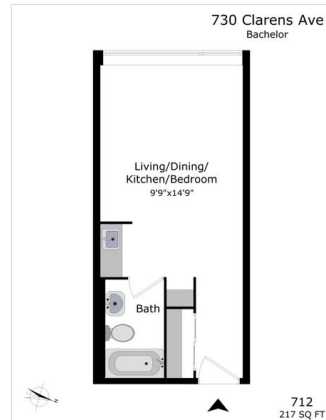 730 Clarens Ave
Bachelor
Living/Dining/
Kitchen/Bedroom
9'9"x14'9"
Bath
N
712
217 SQ FT